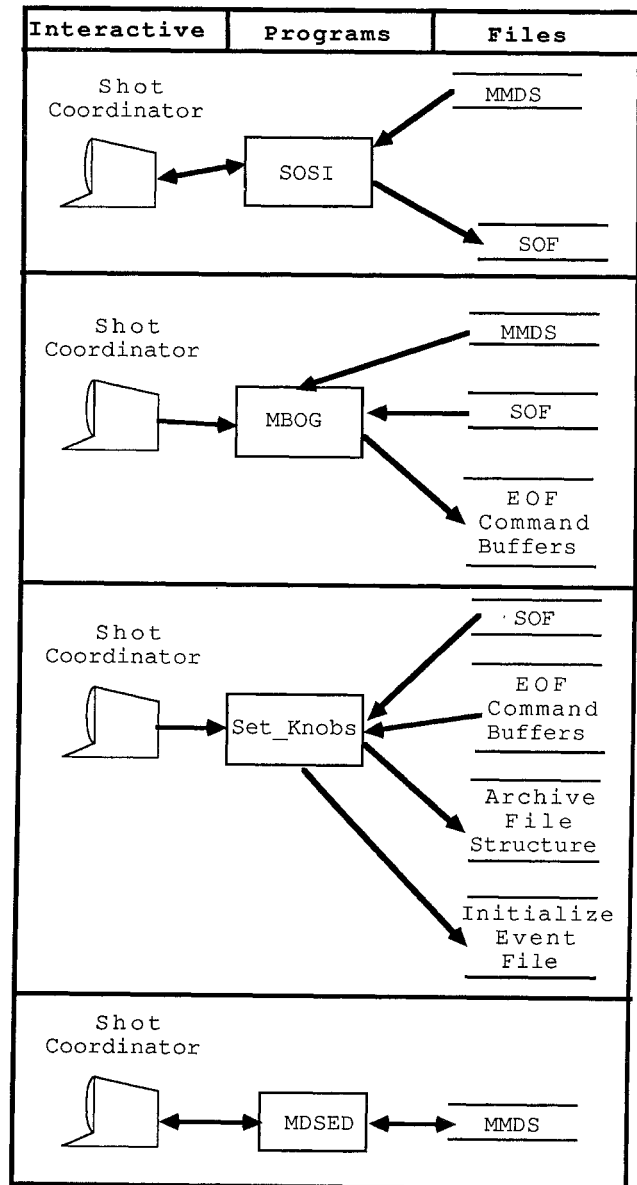 Interactive Programs Files
Shot
Coordinator
MMDS
SOSI
SOF
Shot
Coordinator
MMDS
MBOG
SOF
EOF
Command
Buffers
Shot
Coordinator
SOF
Set_Knobs
EOF
Command
Buffers
Archive
File
Structure
Initialize
Event
File
Shot
Coordinator
MDSED
MMDS